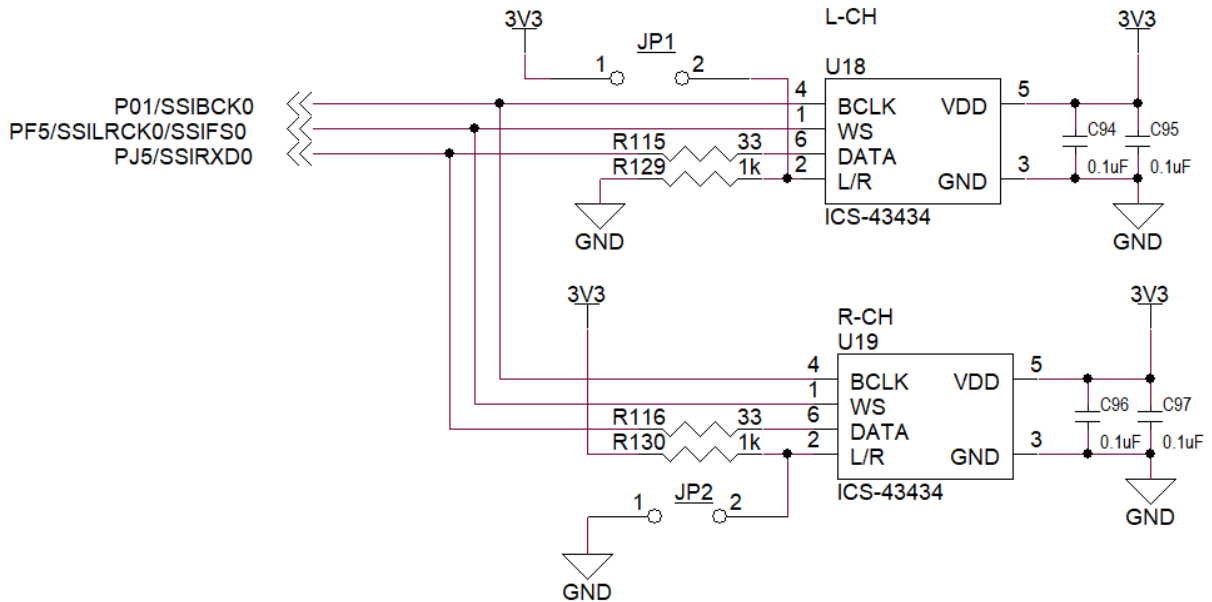 3V3
L-CH
3V3
JP1
1 2
U18
P01/SSIBCK0
4 BCLK VDD 5
PF5/SSILRCK0/SSIFS0
1 WS
PJ5/SSIRXD0
R115 33 6 DATA
R129 1k 2 L/R GND 3
C94 C95
0.1uF 0.1uF
ICS-43434
GND
GND
3V3
3V3
R-CH
U19
4 BCLK VDD 5
1 WS
R116 33 6 DATA
R130 1k 2 L/R GND 3
C96 C97
0.1uF 0.1uF
ICS-43434
JP2
1 2
GND
GND